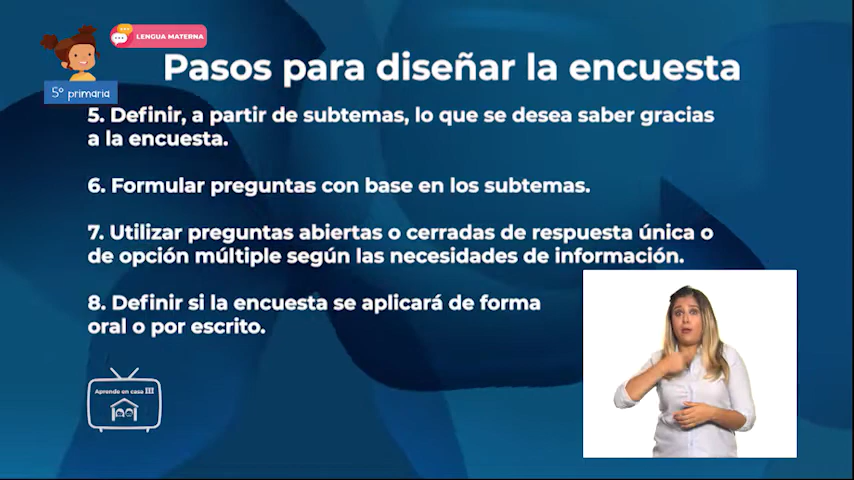 LENGUA MATERNA
5° primaria
Pasos para diseñar la encuesta
5. Definir, a partir de subtemas, lo que se desea saber gracias
a la encuesta.
6. Formular preguntas con base en los subtemas.
7. Utilizar preguntas abiertas o cerradas de respuesta única o
de opción múltiple según las necesidades de información.
8. Definir si la encuesta se aplicará de forma
oral o por escrito.
Aprende en casa III